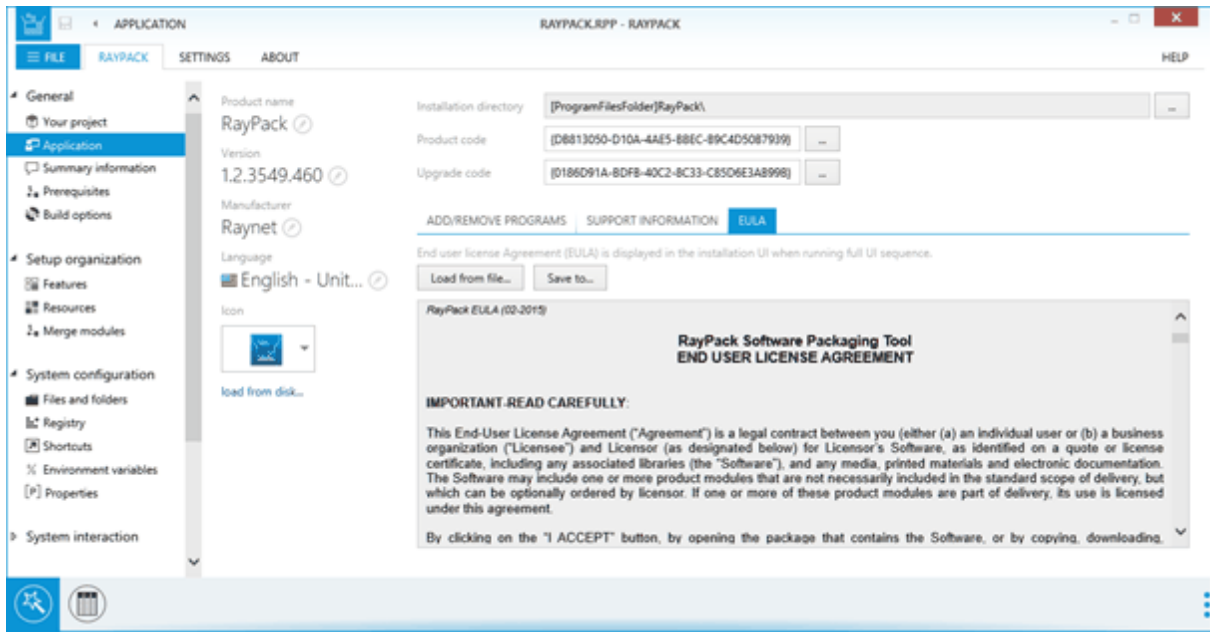 APPLICATION
RAYPACK.RPP - RAYPACK
FILE
RAYPACK
SETTINGS
ABOUT
HELP
General
Your project
Application
Summary information
Prerequisites
Build options
Setup organization
Features
Resources
Merge modules
System configuration
Files and folders
Registry
Shortcuts
Environment variables
[P] Properties
System interaction
Product name
RayPack
Version
1.2.3549.460
Manufacturer
Raynet
Language
English - Unit...
Icon
load from disk...
Installation directory
[ProgramFilesFolder]RayPack\
...
Product code
{DB813050-D10A-4AE5-B8EC-B9C4D5087939}
...
Upgrade code
{0186D91A-BDFB-40C2-8C33-C85D6E3AB998}
...
ADD/REMOVE PROGRAMS
SUPPORT INFORMATION
EULA
End user license Agreement (EULA) is displayed in the installation UI when running full UI sequence.
Load from file...
Save to...
RayPack EULA (02-2015)
RayPack Software Packaging Tool
END USER LICENSE AGREEMENT
IMPORTANT-READ CAREFULLY:
This End-User License Agreement ("Agreement") is a legal contract between you (either (a) an individual user or (b) a business
organization ("Licensee") and Licensor (as designated below) for Licensor's Software, as identified on a quote or license
certificate, including any associated libraries (the "Software"), and any media, printed materials and electronic documentation.
The Software may include one or more product modules that are not necessarily included in the standard scope of delivery, but
which can be optionally ordered by licensor. If one or more of these product modules are part of delivery, its use is licensed
under this agreement.
By clicking on the "I ACCEPT" button, by opening the package that contains the Software, or by copying, downloading,